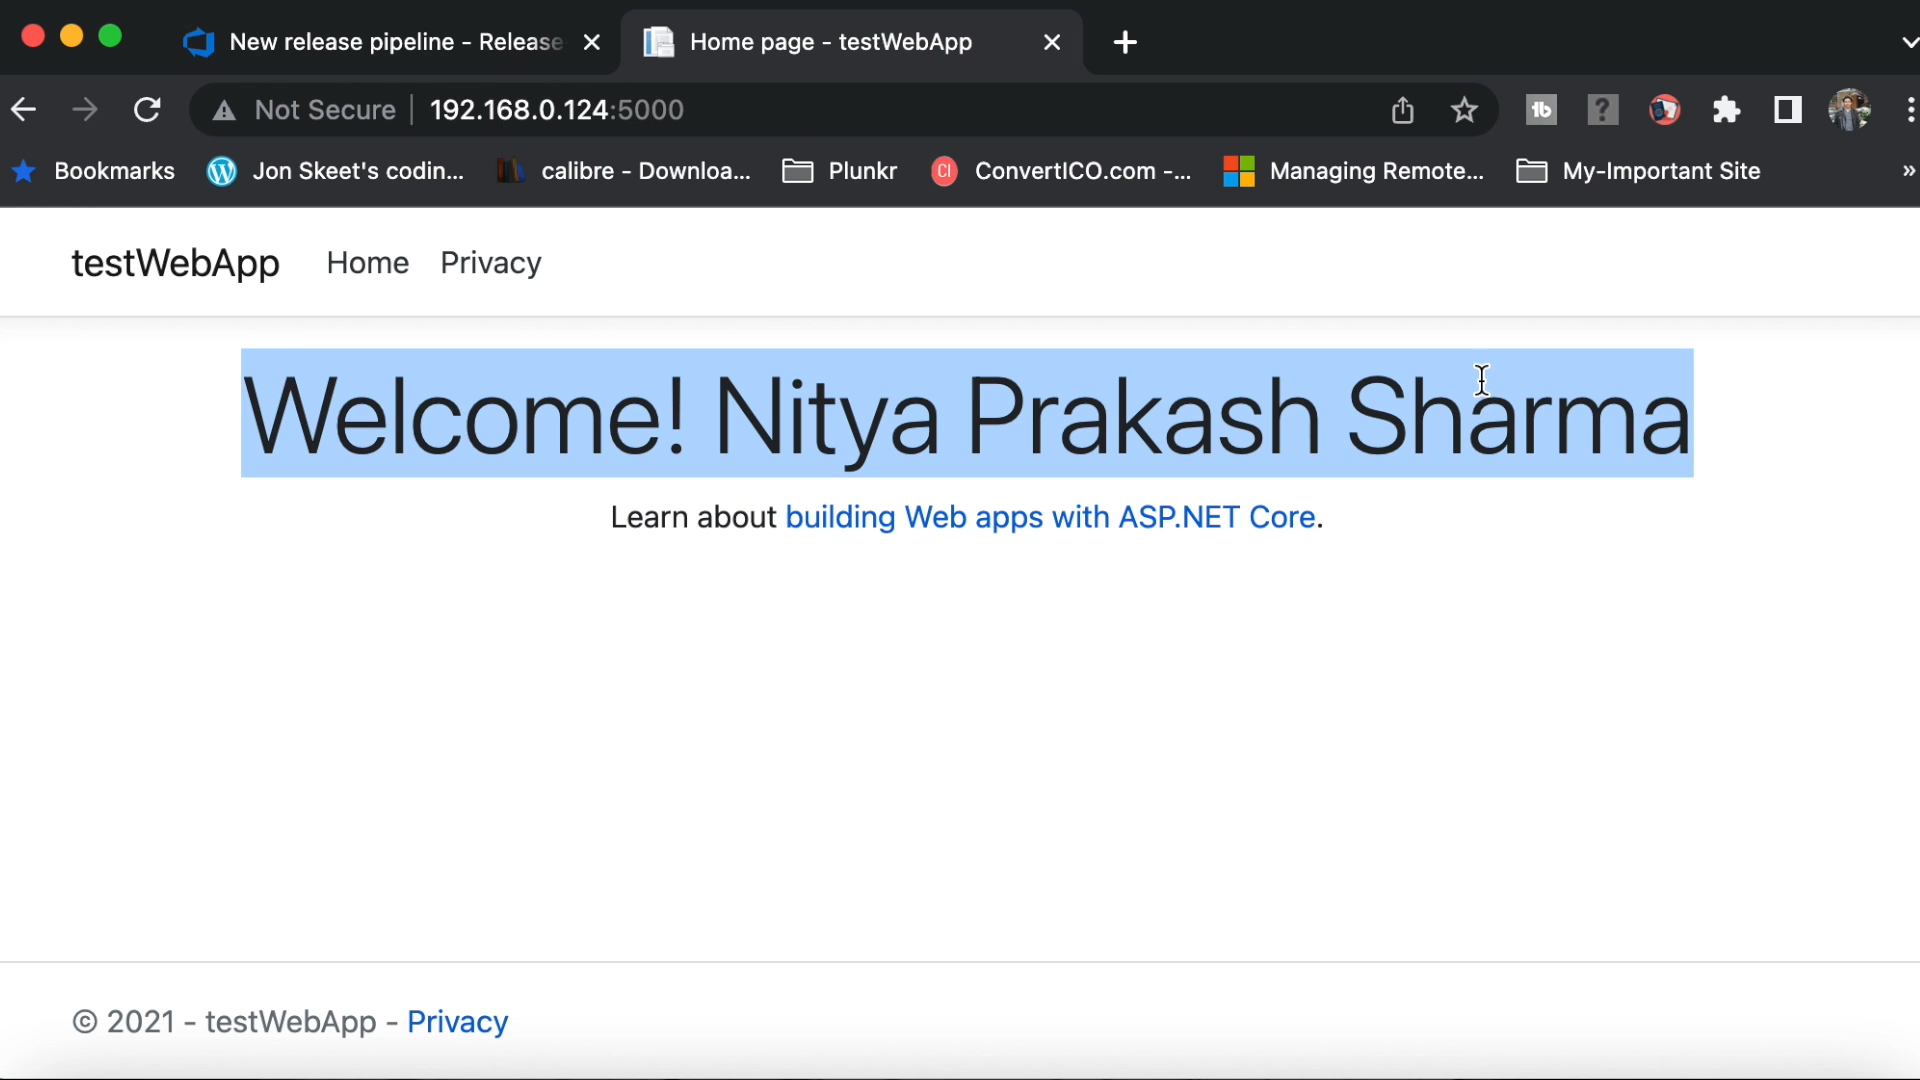 New release pipeline - Release
Home page - testWebApp
Not Secure
192.168.0.124:5000
Bookmarks
Jon Skeet's codin...
calibre - Downloa...
Plunkr
CI
ConvertICO.com -...
Managing Remote...
My-Important Site
testWebApp Home Privacy
Welcome! Nitya Prakash Sharma
Learn about building Web apps with ASP.NET Core.
© 2021 - testWebApp - Privacy